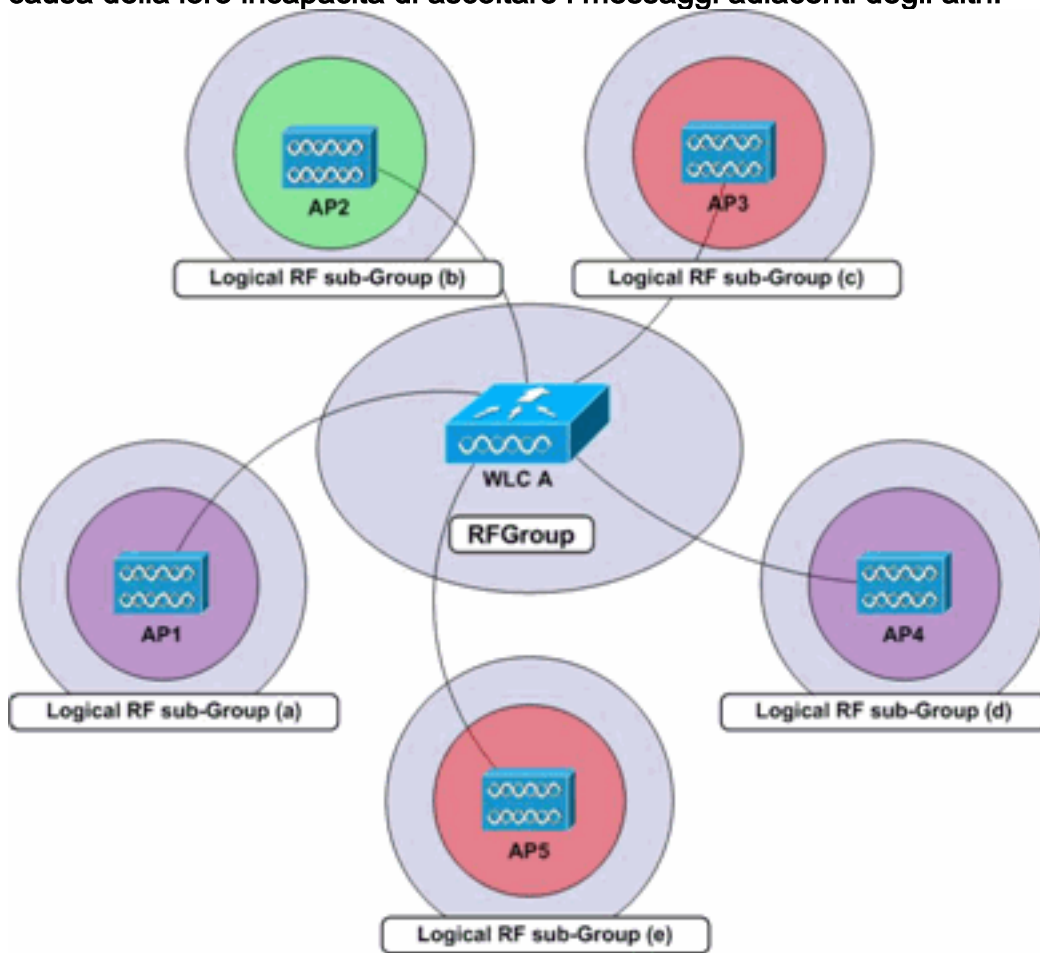 causa della loro incapacità di ascoltare i messaggi adiacenti degli altri.
AP2
AP3
Logical RF sub-Group (b)
Logical RF sub-Group (c)
WLC A
RFGroup
AP1
AP4
Logical RF sub-Group (a)
Logical RF sub-Group (d)
AP5
Logical RF sub-Group (e)